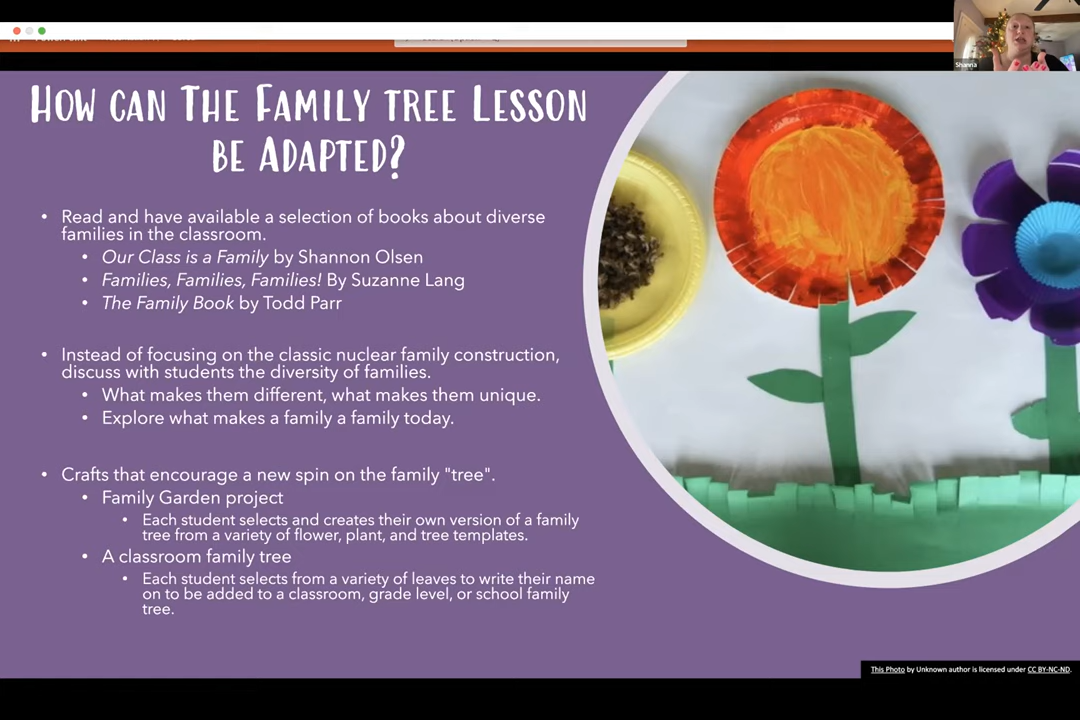 Shanna
How can The Family tree Lesson
be Adapted?
• Read and have available a selection of books about diverse
families in the classroom.
• Our Class is a Family by Shannon Olsen
• Families, Families, Families! By Suzanne Lang
• The Family Book by Todd Parr
• Instead of focusing on the classic nuclear family construction,
discuss with students the diversity of families.
• What makes them different, what makes them unique.
• Explore what makes a family a family today.
• Crafts that encourage a new spin on the family "tree".
• Family Garden project
• Each student selects and creates their own version of a family
tree from a variety of flower, plant, and tree templates.
• A classroom family tree
• Each student selects from a variety of leaves to write their name
on to be added to a classroom, grade level, or school family
tree.
This Photo by Unknown author is licensed under CC BY-NC-ND.